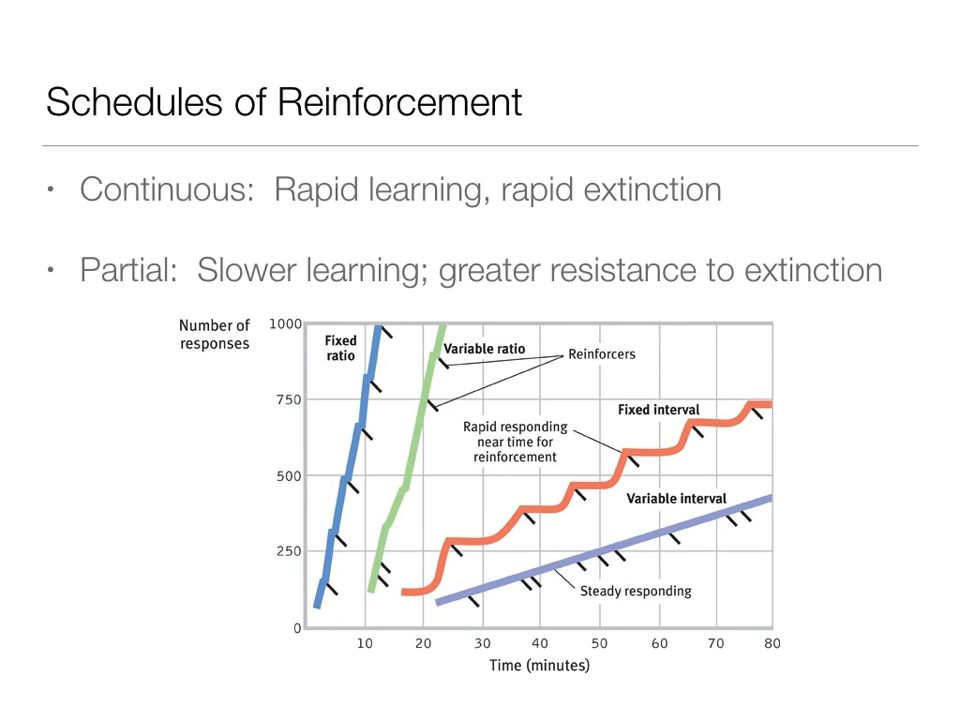 Schedules of Reinforcement
• Continuous: Rapid learning, rapid extinction
• Partial: Slower learning; greater resistance to extinction
Number of
responses
1000
750
500
250
0
Fixed
ratio
Variable ratio
Reinforcers
Rapid responding
near time for
reinforcement
Fixed interval
Variable interval
Steady responding
10 20 30 40 50 60 70 80
Time (minutes)